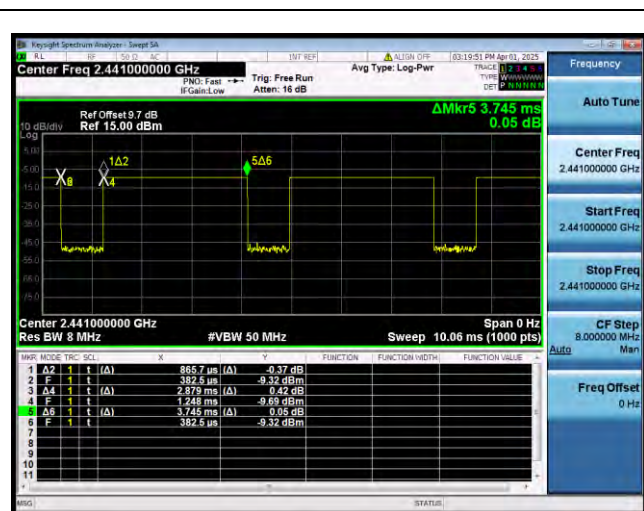 Keysight Spectrum Analyzer - Swept SA
RL RF 50 Ω AC INT REF ALIGN OFF 03:19:51 PM Apr 01, 2025
Center Freq 2.441000000 GHz
PNO: Fast Trig: Free Run Avg Type: Log-Pwr TRACE 1 2 3 4 5 6
IFGain:Low Atten: 16 dB TYPE WWWWWW
DET P N N N N N
Frequency
Auto Tune
Center Freq
2.441000000 GHz
Start Freq
2.441000000 GHz
Stop Freq
2.441000000 GHz
CF Step
8.000000 MHz
Auto Man
Freq Offset
0 Hz
Ref Offset 9.7 dB ΔMkr5 3.745 ms
10 dB/div Ref 15.00 dBm 0.05 dB
Log
5.00
-5.00
-15.0
-25.0
-35.0
-45.0
-55.0
-65.0
-75.0
1Δ2
5Δ6
X4
Center 2.441000000 GHz Span 0 Hz
Res BW 8 MHz #VBW 50 MHz Sweep 10.06 ms (1000 pts)
MKR MODE TRC SCL X Y FUNCTION FUNCTION WIDTH FUNCTION VALUE
1 Δ2 1 t (Δ) 865.7 µs (Δ) -0.37 dB
2 F 1 t 382.5 µs -9.32 dBm
3 Δ4 1 t (Δ) 2.879 ms (Δ) 0.42 dB
4 F 1 t 1.248 ms -9.69 dBm
5 Δ6 1 t (Δ) 3.745 ms (Δ) 0.05 dB
6 F 1 t 382.5 µs -9.32 dBm
7
8
9
10
11
MSG STATUS